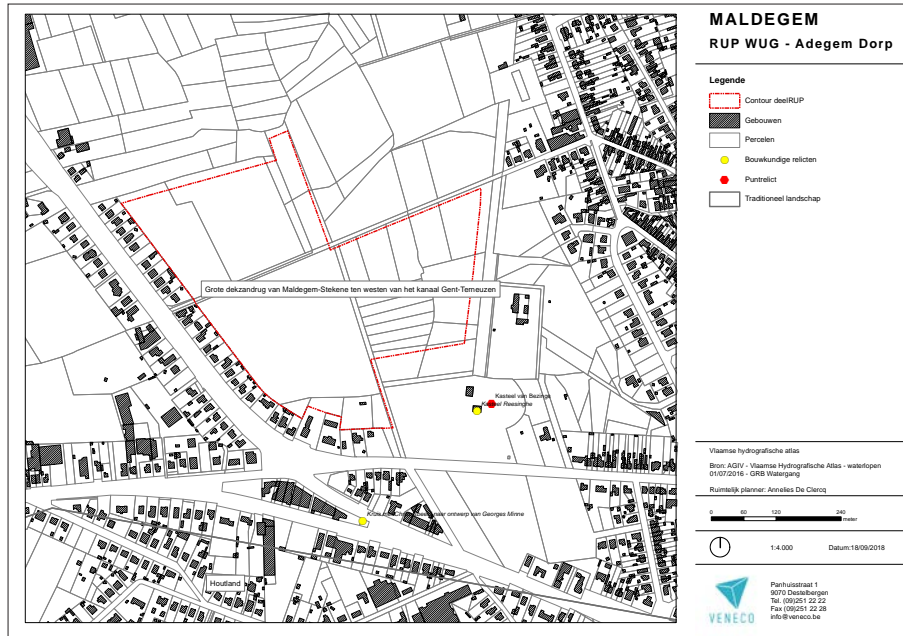 MALDEGEM
RUP WUG - Adegem Dorp
Legende
Contour deelRUP
Gebouwen
Percelen
Bouwkundige relicten
Puntrelict
Traditioneel landschap
Grote dekzandrug van Maldegem-Stekene ten westen van het kanaal Gent-Terneuzen
Kasteel van Bezinge
Kasteel Reesinghe
naar ontwerp van Georges Minne
Houtland
Vlaamse hydrografische atlas
Bron: AGIV - Vlaamse Hydrografische Atlas - waterlopen
01/07/2016 - GRB Watergang
Ruimtelijk planner: Annelies De Clercq
0 60 120 240
meter
1:4.000 Datum:18/09/2018
VENECO
Panhuisstraat 1
9070 Destelbergen
Tel. (09)251 22 22
Fax (09)251 22 28
info@veneco.be